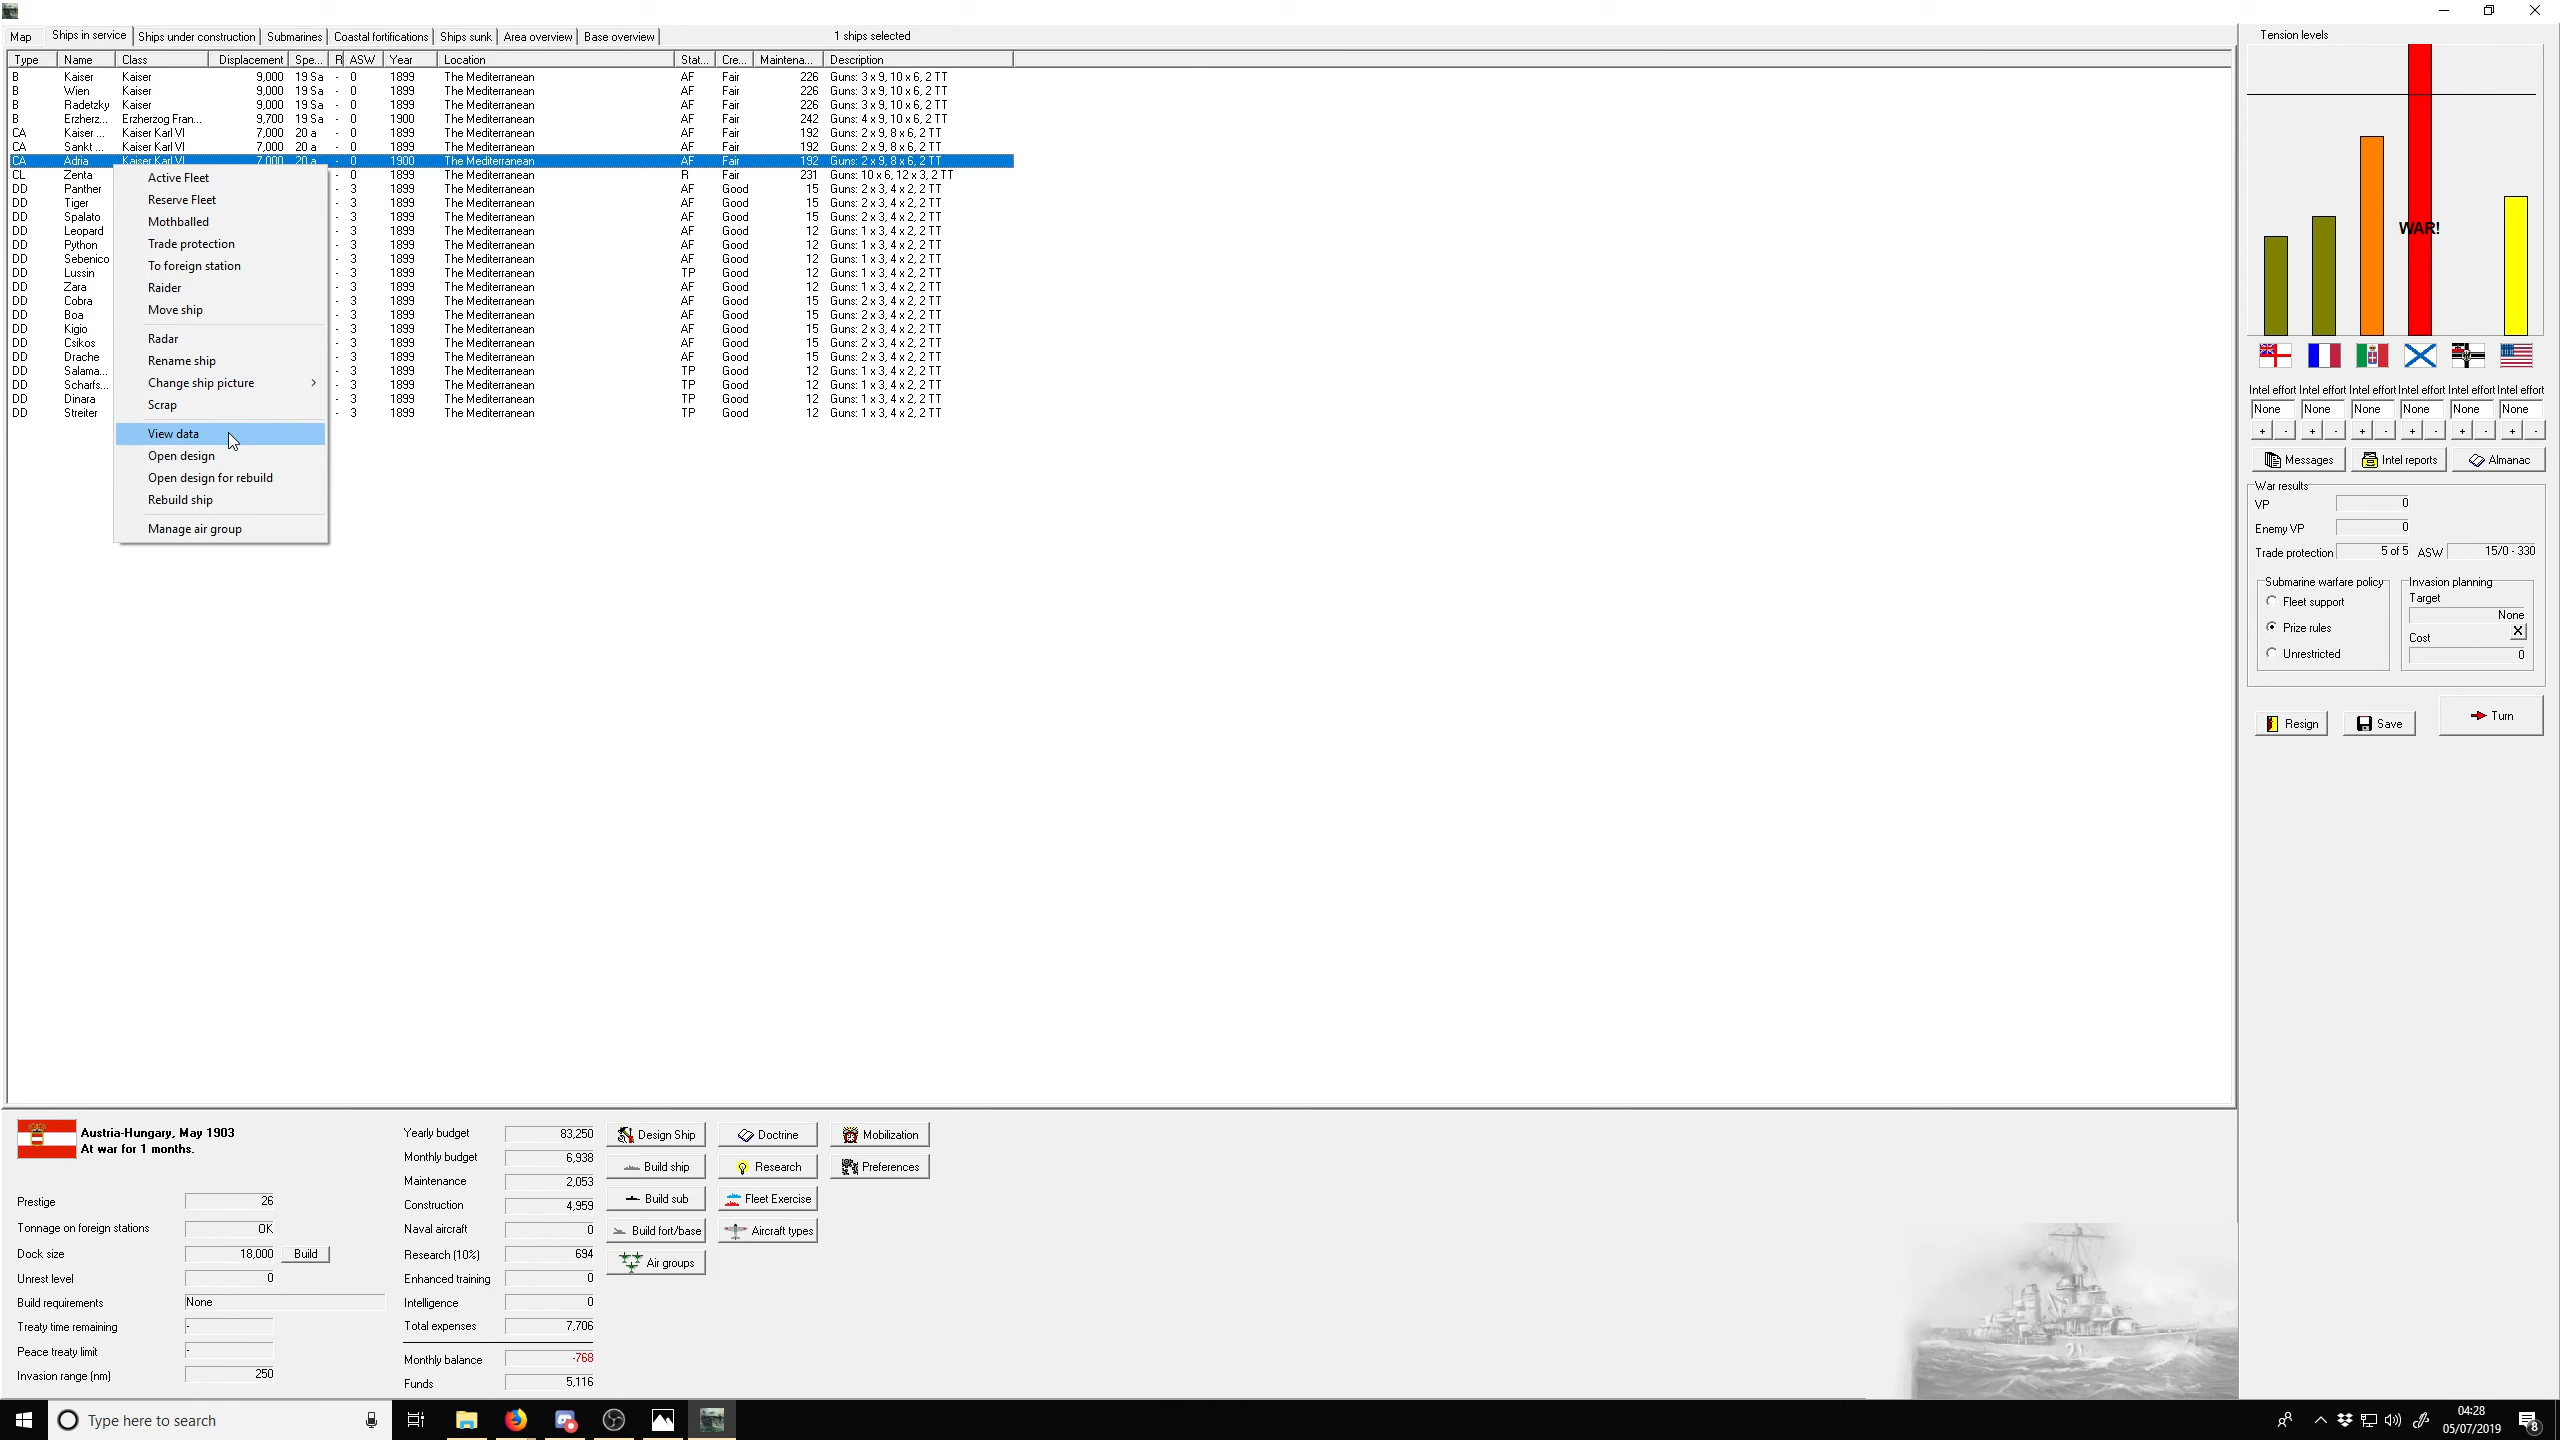 Map Ships in service Ships under construction Submarines Coastal fortifications Ships sunk Area overview Base overview 1 ships selected
Type Name Class Displacement Spe... R ASW Year Location Stat... Cre... Maintena... Description
B Kaiser Kaiser 9,000 19 Sa - 0 1899 The Mediterranean AF Fair 226 Guns: 3 x 9, 10 x 6, 2 TT
B Wien Kaiser 9,000 19 Sa - 0 1899 The Mediterranean AF Fair 226 Guns: 3 x 9, 10 x 6, 2 TT
B Radetzky Kaiser 9,000 19 Sa - 0 1899 The Mediterranean AF Fair 226 Guns: 3 x 9, 10 x 6, 2 TT
B Erzherz... Erzherzog Fran... 9,700 19 Sa - 0 1900 The Mediterranean AF Fair 242 Guns: 4 x 9, 10 x 6, 2 TT
CA Kaiser ... Kaiser Karl VI 7,000 20 a - 0 1899 The Mediterranean AF Fair 192 Guns: 2 x 9, 8 x 6, 2 TT
CA Sankt ... Kaiser Karl VI 7,000 20 a - 0 1899 The Mediterranean AF Fair 192 Guns: 2 x 9, 8 x 6, 2 TT
CA Adria Kaiser Karl VI 7,000 20 a - 0 1900 The Mediterranean AF Fair 192 Guns: 2 x 9, 8 x 6, 2 TT
CL Zenta - 0 1899 The Mediterranean R Fair 231 Guns: 10 x 6, 12 x 3, 2 TT
DD Panther - 3 1899 The Mediterranean AF Good 15 Guns: 2 x 3, 4 x 2, 2 TT
DD Tiger - 3 1899 The Mediterranean AF Good 15 Guns: 2 x 3, 4 x 2, 2 TT
DD Spalato - 3 1899 The Mediterranean AF Good 15 Guns: 2 x 3, 4 x 2, 2 TT
DD Leopard - 3 1899 The Mediterranean AF Good 12 Guns: 1 x 3, 4 x 2, 2 TT
DD Python - 3 1899 The Mediterranean AF Good 12 Guns: 1 x 3, 4 x 2, 2 TT
DD Sebenico - 3 1899 The Mediterranean AF Good 12 Guns: 1 x 3, 4 x 2, 2 TT
DD Lussin - 3 1899 The Mediterranean TP Good 12 Guns: 1 x 3, 4 x 2, 2 TT
DD Zara - 3 1899 The Mediterranean AF Good 12 Guns: 1 x 3, 4 x 2, 2 TT
DD Cobra - 3 1899 The Mediterranean AF Good 15 Guns: 2 x 3, 4 x 2, 2 TT
DD Boa - 3 1899 The Mediterranean AF Good 15 Guns: 2 x 3, 4 x 2, 2 TT
DD Kigio - 3 1899 The Mediterranean AF Good 15 Guns: 2 x 3, 4 x 2, 2 TT
DD Csikos - 3 1899 The Mediterranean AF Good 15 Guns: 2 x 3, 4 x 2, 2 TT
DD Drache - 3 1899 The Mediterranean AF Good 15 Guns: 2 x 3, 4 x 2, 2 TT
DD Salama... - 3 1899 The Mediterranean TP Good 12 Guns: 1 x 3, 4 x 2, 2 TT
DD Scharfs... - 3 1899 The Mediterranean TP Good 12 Guns: 1 x 3, 4 x 2, 2 TT
DD Dinara - 3 1899 The Mediterranean TP Good 12 Guns: 1 x 3, 4 x 2, 2 TT
DD Streiter - 3 1899 The Mediterranean TP Good 12 Guns: 1 x 3, 4 x 2, 2 TT
Active Fleet
Reserve Fleet
Mothballed
Trade protection
To foreign station
Raider
Move ship
Radar
Rename ship
Change ship picture
Scrap
View data
Open design
Open design for rebuild
Rebuild ship
Manage air group
Tension levels
WAR!
Intel effort Intel effort Intel effort Intel effort Intel effort Intel effort
None None None None None None
+ - + - + - + - + - + -
Messages Intel reports Almanac
War results
VP 0
Enemy VP 0
Trade protection 5 of 5 ASW 15/0 - 330
Submarine warfare policy
Fleet support
Prize rules
Unrestricted
Invasion planning
Target
None
Cost X
0
Resign Save Turn
Austria-Hungary, May 1903
At war for 1 months.
Prestige 26
Tonnage on foreign stations OK
Dock size 18,000 Build
Unrest level 0
Build requirements None
Treaty time remaining -
Peace treaty limit -
Invasion range (nm) 250
Yearly budget 83,250
Monthly budget 6,938
Maintenance 2,053
Construction 4,959
Naval aircraft 0
Research (10%) 694
Enhanced training 0
Intelligence 0
Total expenses 7,706
Monthly balance -768
Funds 5,116
Design Ship Doctrine Mobilization
Build ship Research Preferences
Build sub Fleet Exercise
Build fort/base Aircraft types
Air groups
Type here to search
04:28
05/07/2019
8